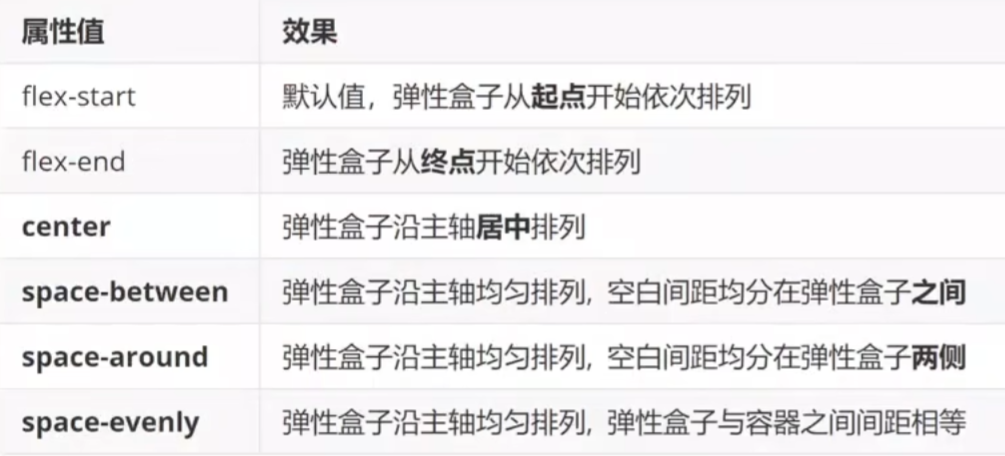 属性值 效果
flex-start 默认值，弹性盒子从起点开始依次排列
flex-end 弹性盒子从终点开始依次排列
center 弹性盒子沿主轴居中排列
space-between 弹性盒子沿主轴均匀排列，空白间距均分在弹性盒子之间
space-around 弹性盒子沿主轴均匀排列，空白间距均分在弹性盒子两侧
space-evenly 弹性盒子沿主轴均匀排列，弹性盒子与容器之间间距相等